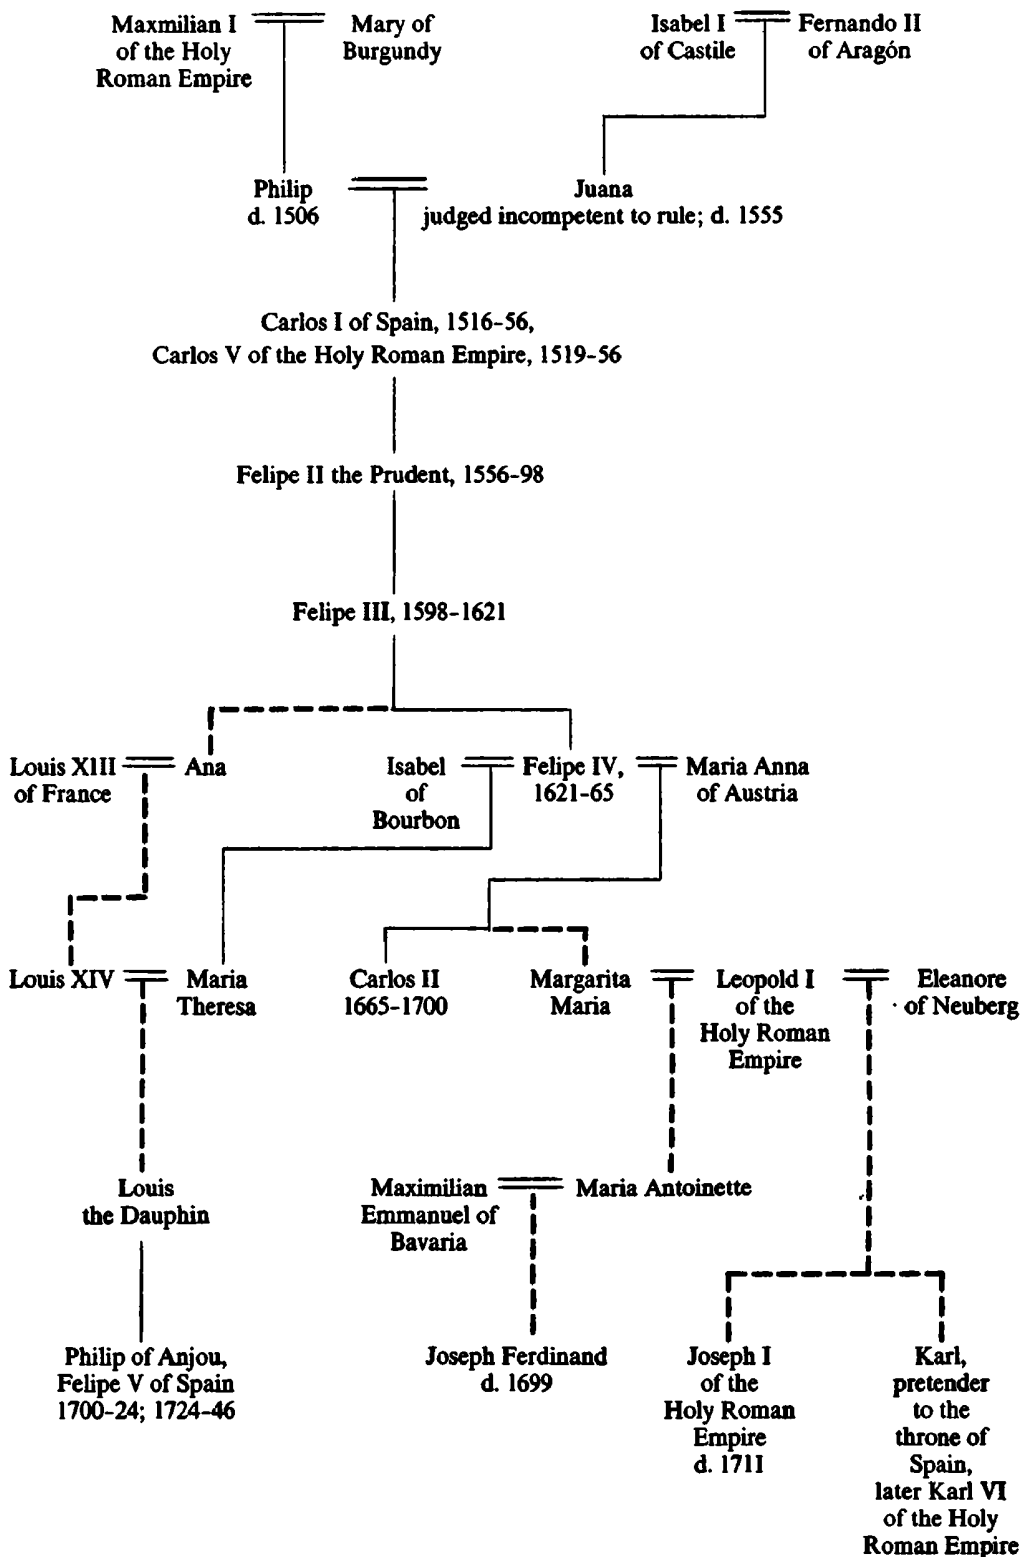 Maxmilian I
of the Holy
Roman Empire
Mary of
Burgundy
Isabel I
of Castile
Fernando II
of Aragón
Philip
d. 1506
Juana
judged incompetent to rule; d. 1555
Carlos I of Spain, 1516-56,
Carlos V of the Holy Roman Empire, 1519-56
Felipe II the Prudent, 1556-98
Felipe III, 1598-1621
Louis XIII
of France
Ana
Isabel
of
Bourbon
Felipe IV,
1621-65
Maria Anna
of Austria
Louis XIV
Maria
Theresa
Carlos II
1665-1700
Margarita
Maria
Leopold I
of the
Holy Roman
Empire
Eleanore
of Neuberg
Louis
the Dauphin
Maximilian
Emmanuel of
Bavaria
Maria Antoinette
Philip of Anjou,
Felipe V of Spain
1700-24; 1724-46
Joseph Ferdinand
d. 1699
Joseph I
of the
Holy Roman
Empire
d. 1711
Karl,
pretender
to the
throne of
Spain,
later Karl VI
of the Holy
Roman Empire